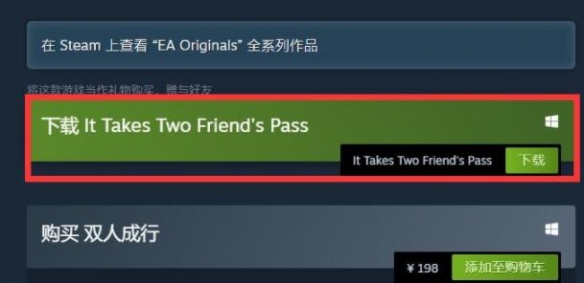 在 Steam 上查看 “EA Originals” 全系列作品
将这款游戏当作礼物购买，赠与好友
下载 It Takes Two Friend's Pass
It Takes Two Friend's Pass 下载
购买 双人成行
¥ 198 添加至购物车